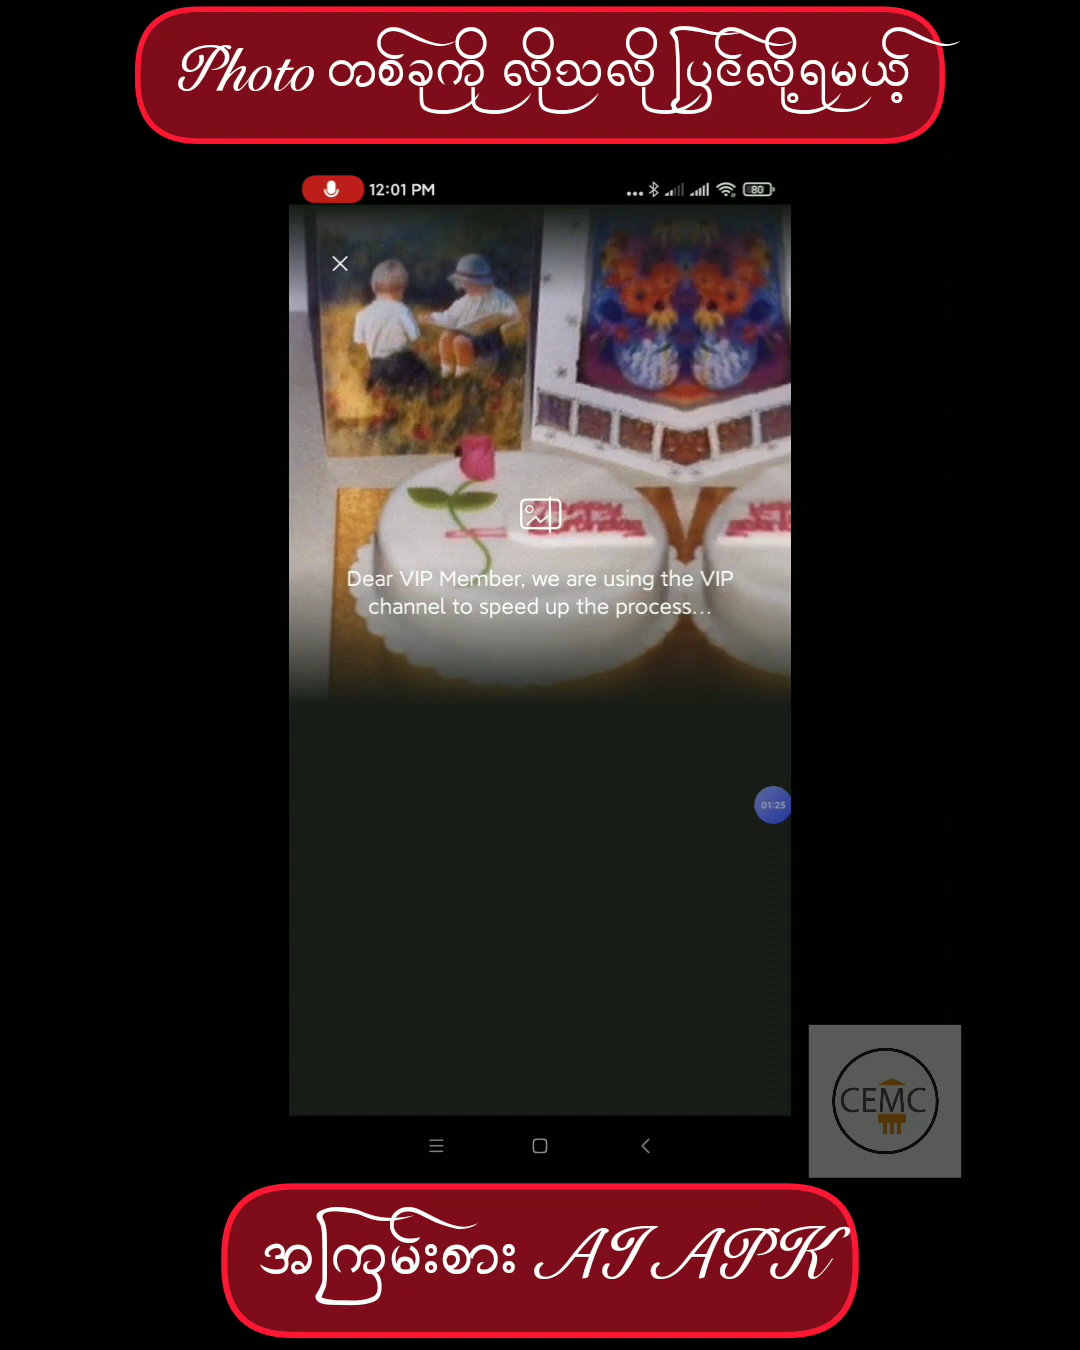 Photo တစ်ခုကို လိုသလို ပြင်လို့ရမယ့်
12:01 PM
80
Dear VIP Member, we are using the VIP
channel to speed up the process...
01:25
CEMC
အကြမ်းစား AI APK